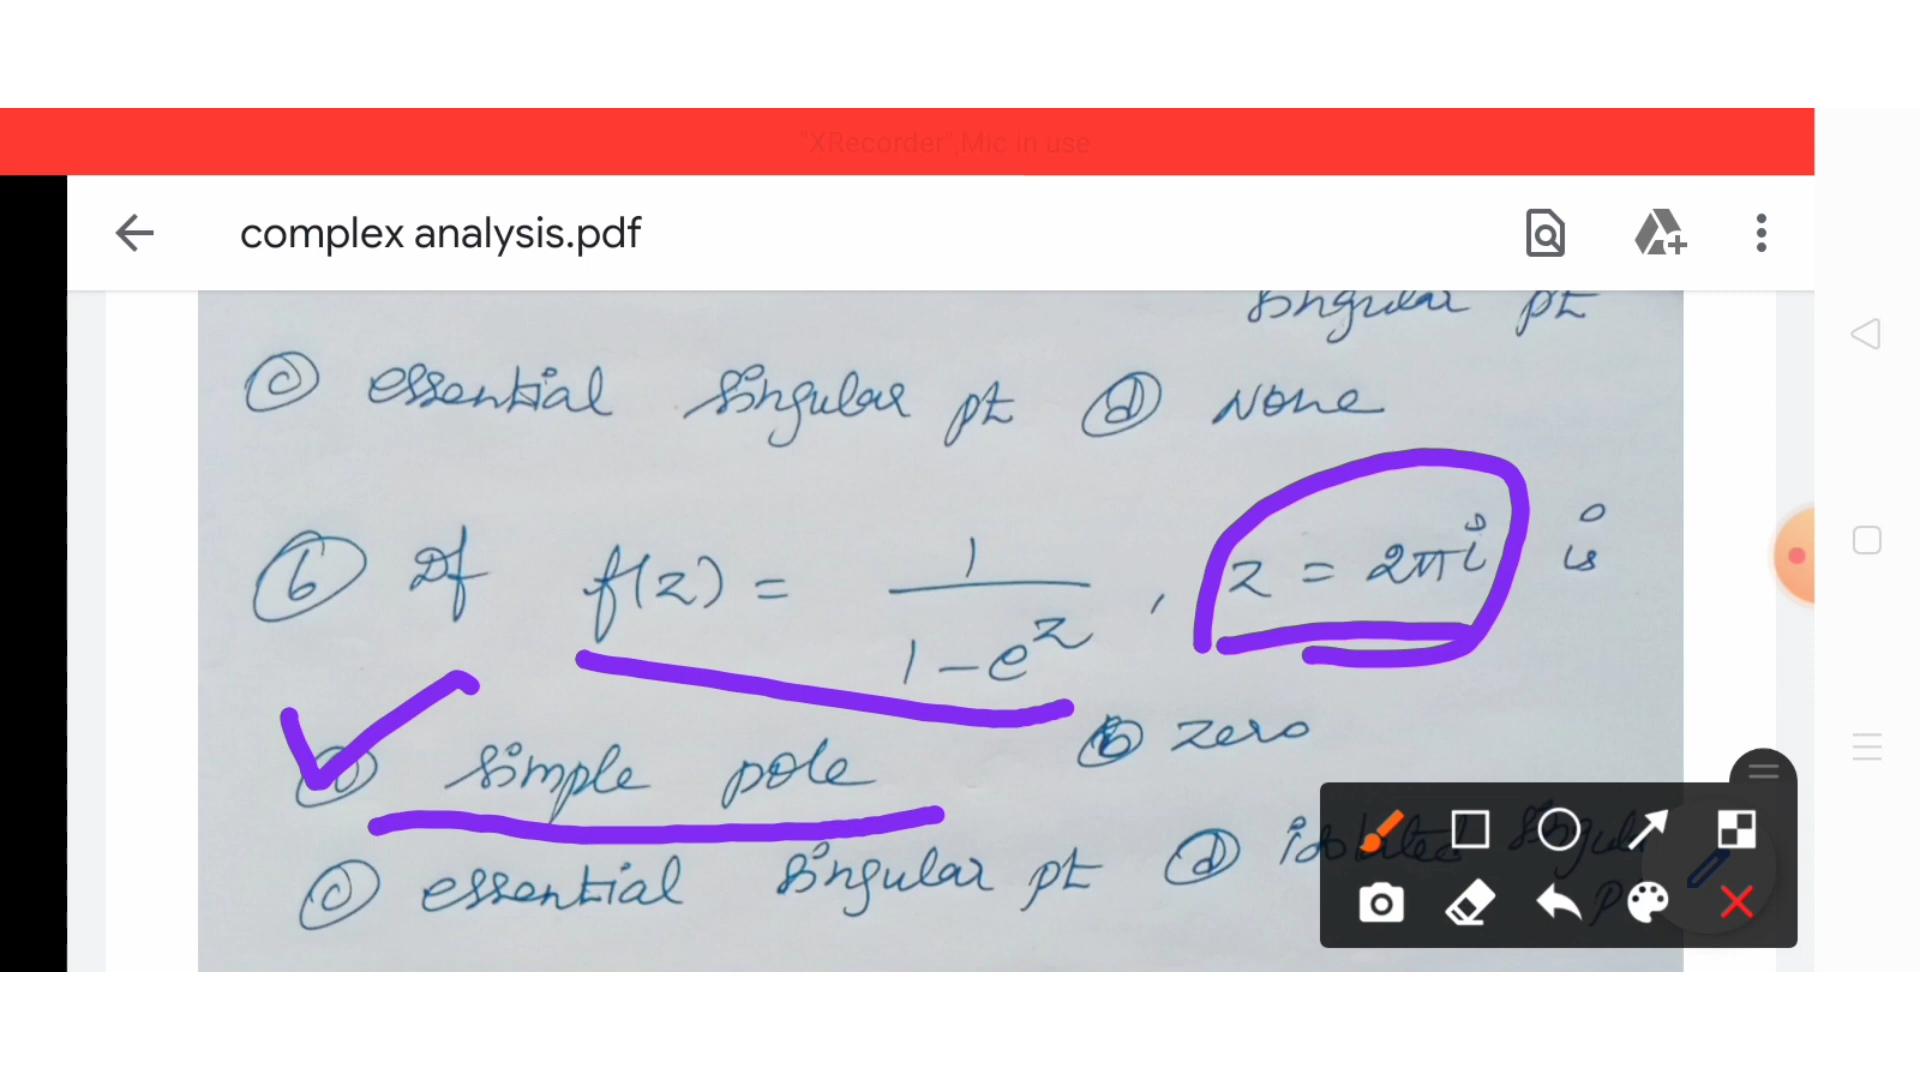 "XRecorder",Mic in use
complex analysis.pdf
singular pt
ⓒ essential singular pt ⓓ None
⑥ If f(z) = 1/(1-e^z) , z = 2πi is
ⓐ simple pole ⓑ zero
ⓒ essential singular pt ⓓ isolated singular